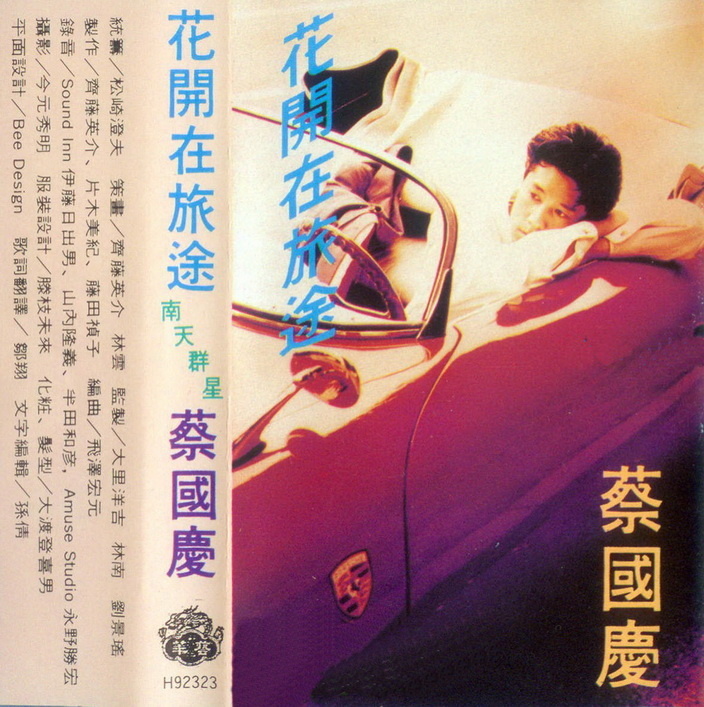 統籌／松崎澄夫　策畫／齊藤英介　林雲　監製／大里洋吉　林南　劉景瑤
製作／齊藤英介、片木美紀、藤田禎子　編曲／飛澤宏元
錄音／Sound Inn 伊藤日出男、山內隆義、半田和彥, Amuse Studio 永野勝宏
攝影／今元秀明　服裝設計／滕枝未來　化粧、髮型／大渡登喜男
平面設計／Bee Design　歌詞翻譯／鄒翔　文字編輯／孫倩
花開在旅途
南天群星
蔡國慶
H92323
花開在旅途
蔡國慶